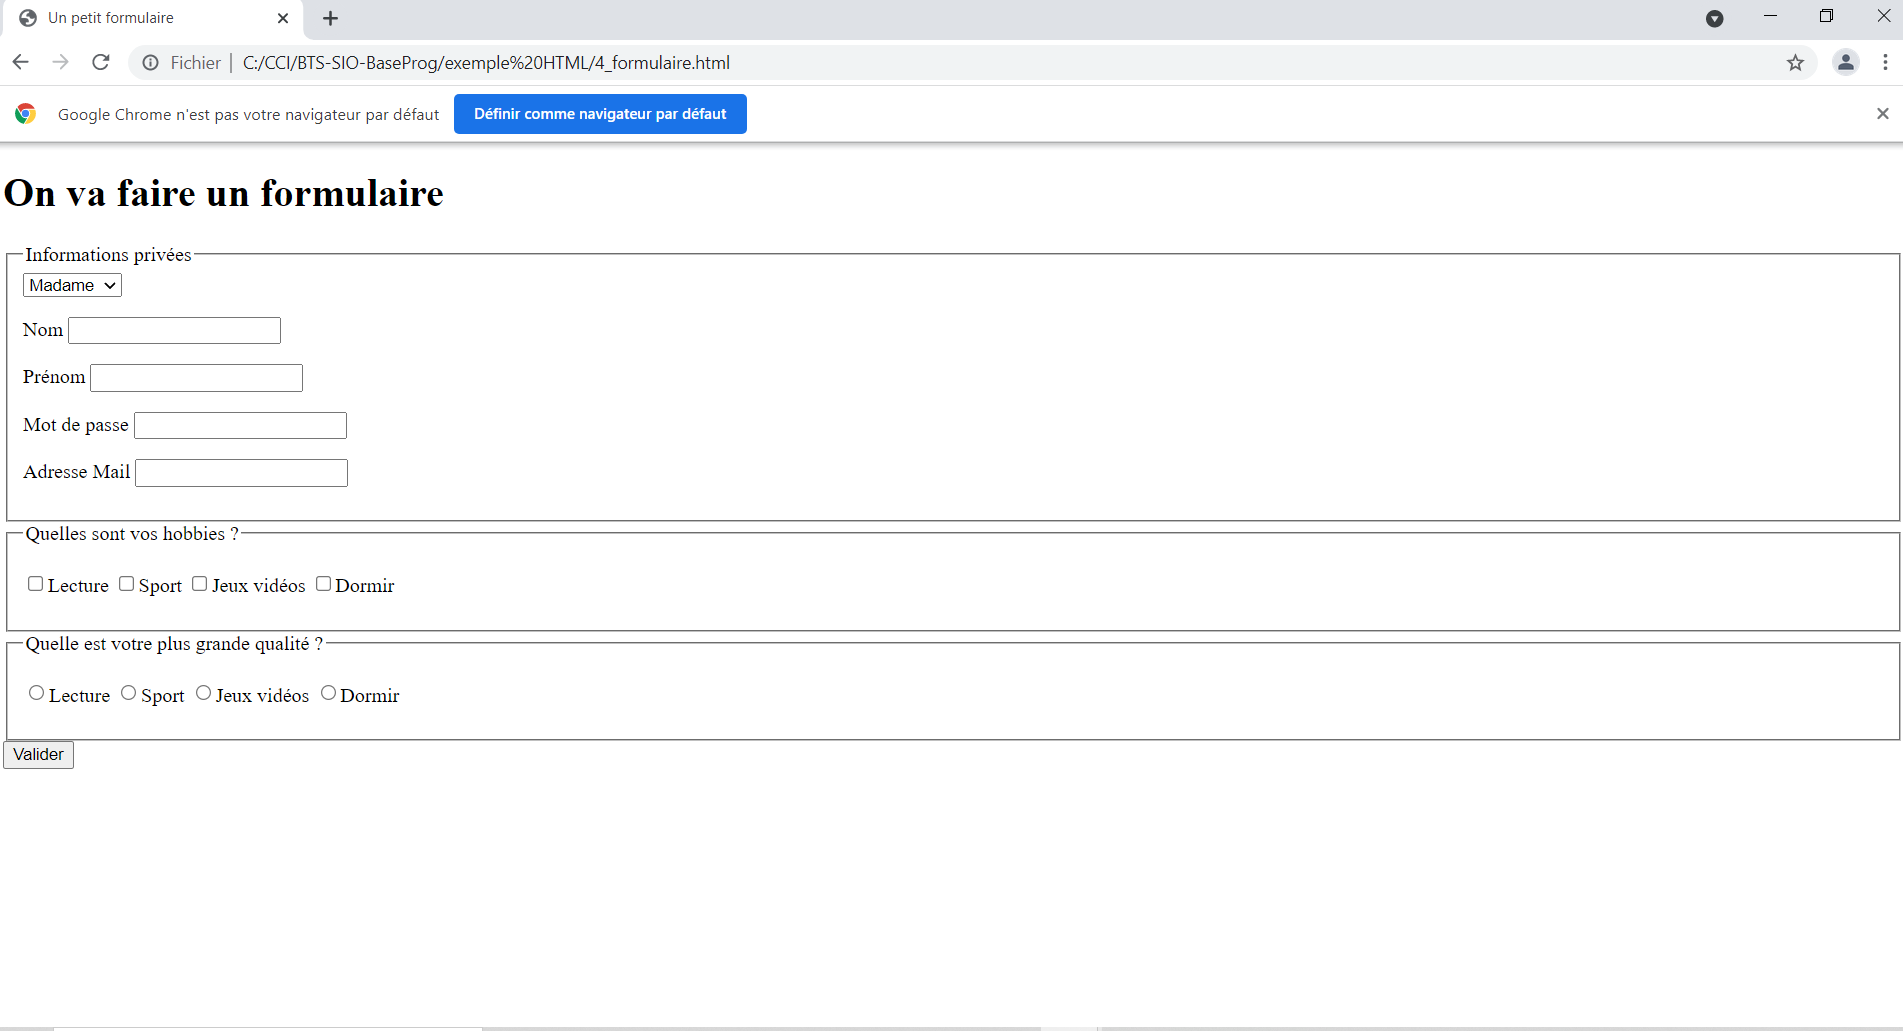 Un petit formulaire
Fichier | C:/CCI/BTS-SIO-BaseProg/exemple%20HTML/4_formulaire.html
Google Chrome n'est pas votre navigateur par défaut Définir comme navigateur par défaut
On va faire un formulaire
Informations privées
Madame
Nom
Prénom
Mot de passe
Adresse Mail
Quelles sont vos hobbies ?
Lecture Sport Jeux vidéos Dormir
Quelle est votre plus grande qualité ?
Lecture Sport Jeux vidéos Dormir
Valider